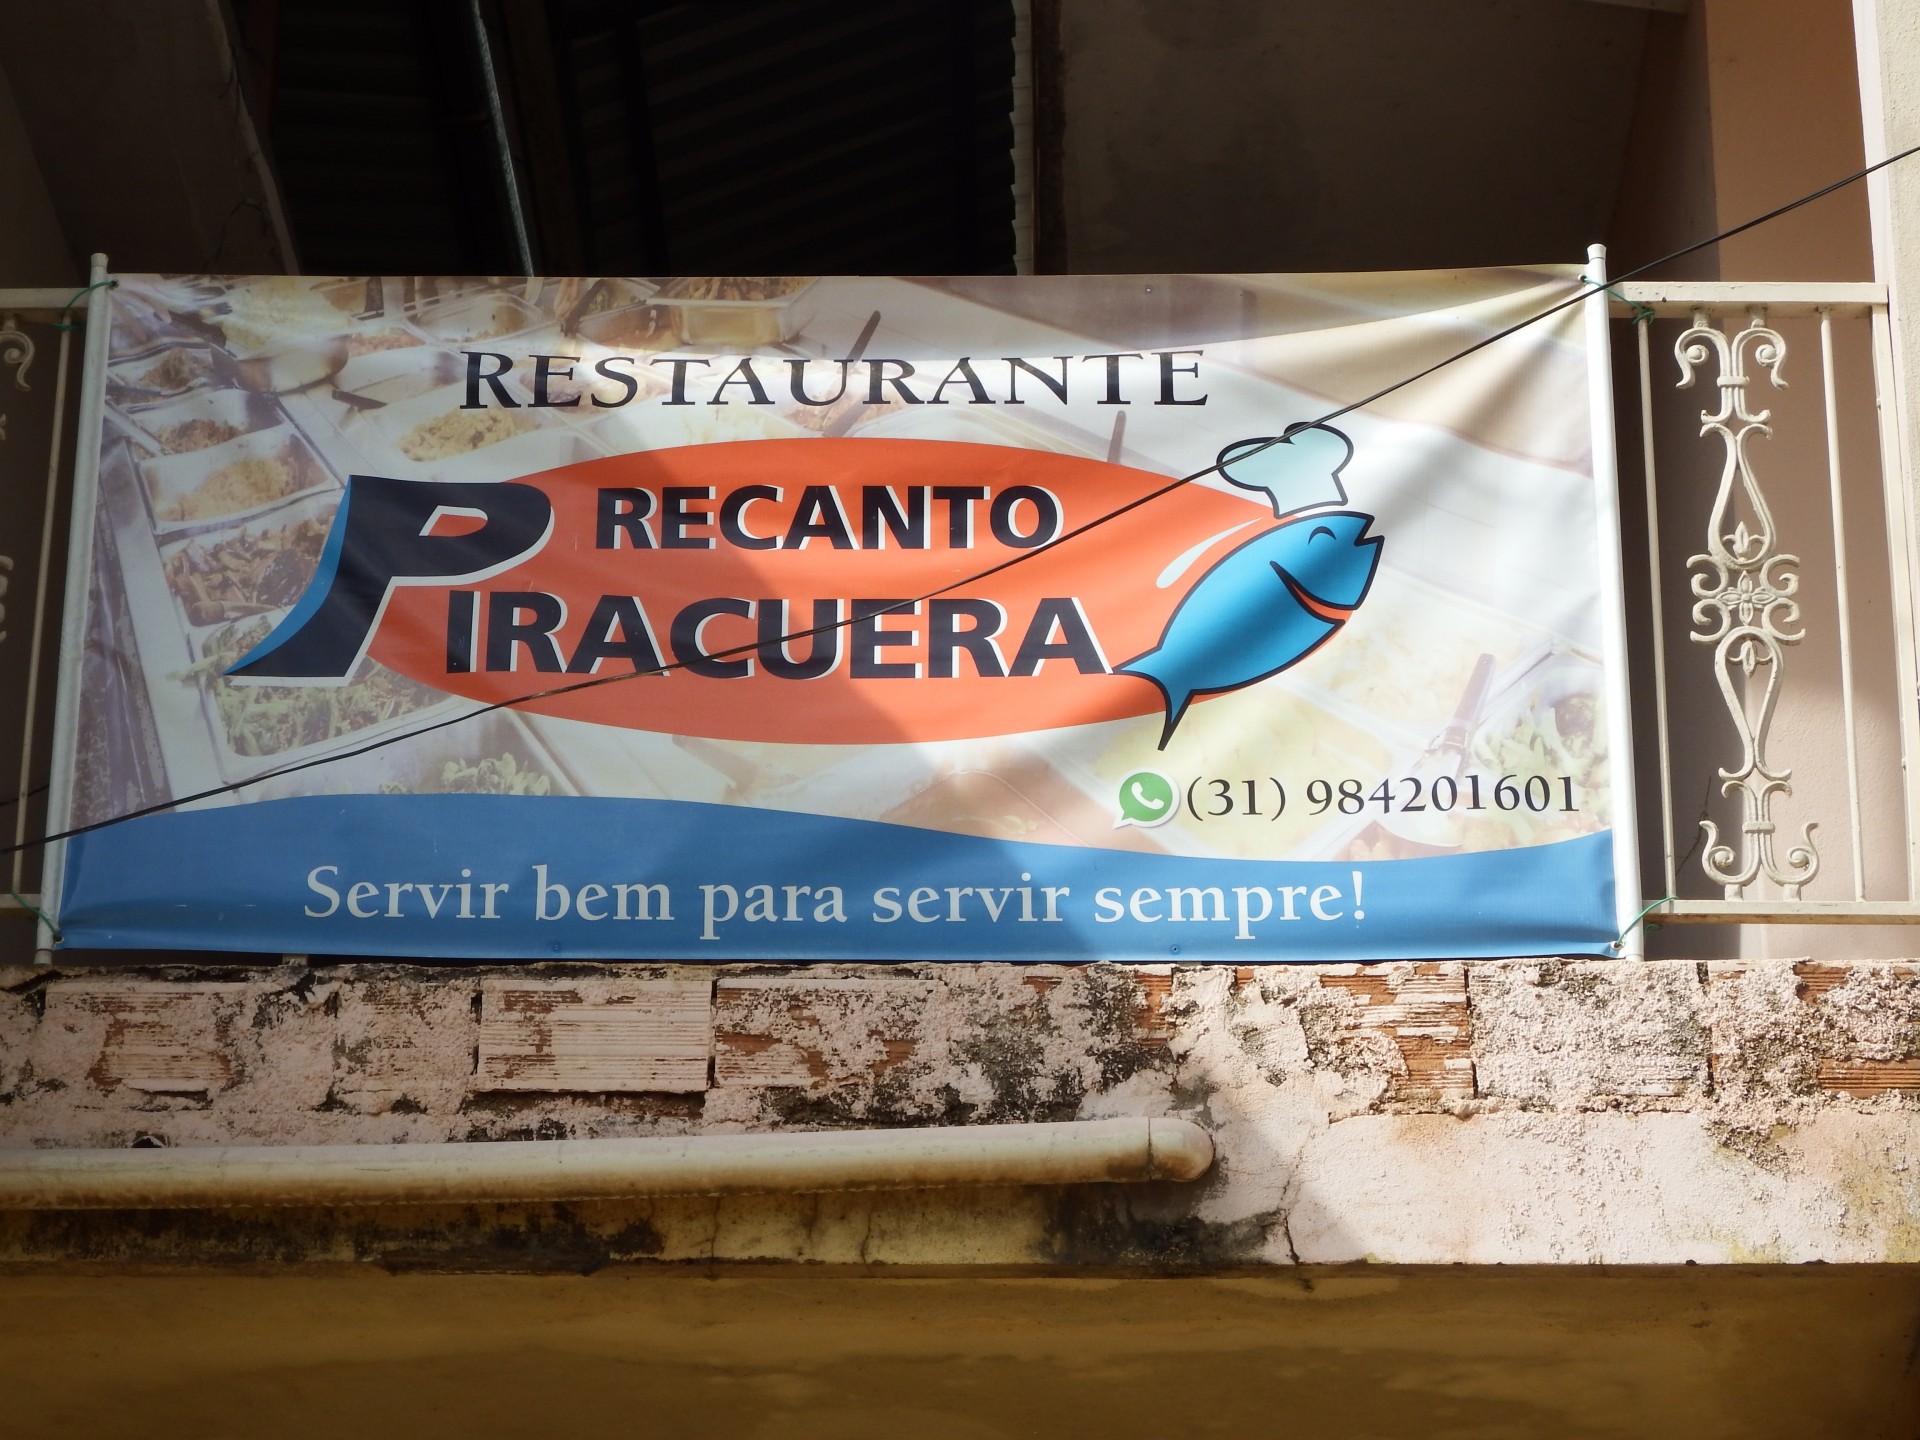 RESTAURANTE
RECANTO
PIRACUERA
(31) 984201601
Servir bem para servir sempre!